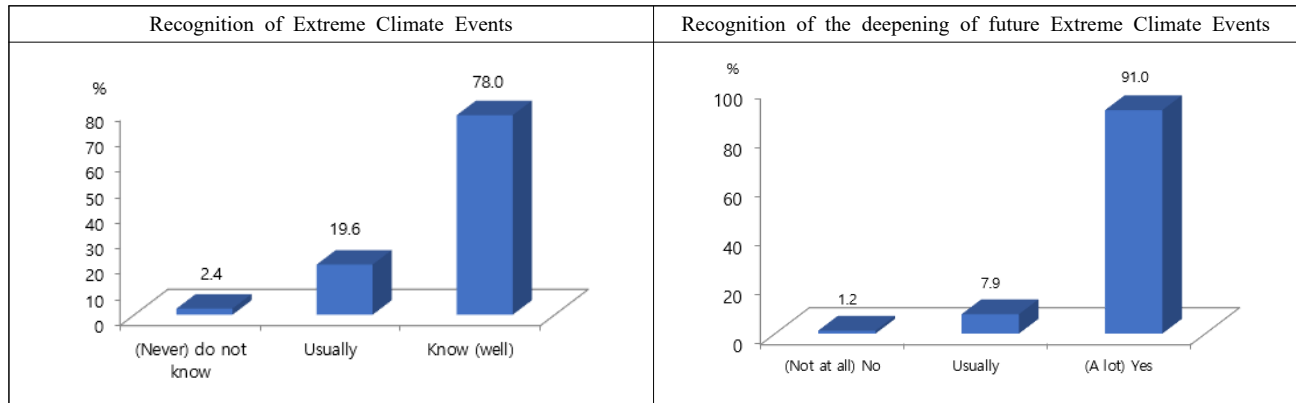 Recognition of Extreme Climate Events
%
78.0
80
70
60
50
40
30
20
10
0
19.6
2.4
(Never) do not
know
Usually
Know (well)
Recognition of the deepening of future Extreme Climate Events
%
91.0
100
80
60
40
20
0
7.9
1.2
(Not at all) No
Usually
(A lot) Yes